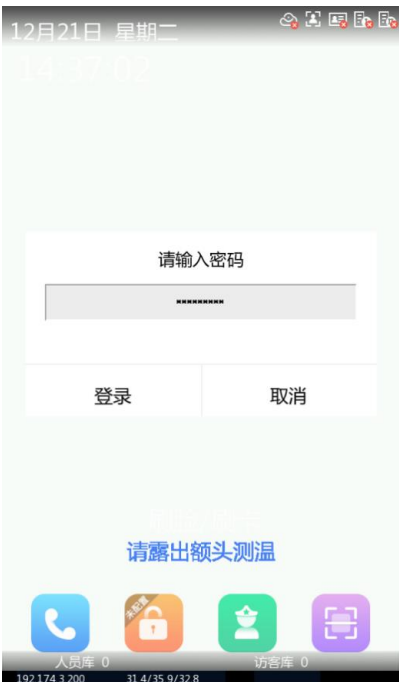 12月21日 星期二
14:37:02
请输入密码
*********
登录 取消
请露出额头测温
未配置
人员库 0 访客库 0
192.174.3.200 31.4/35.9/32.8